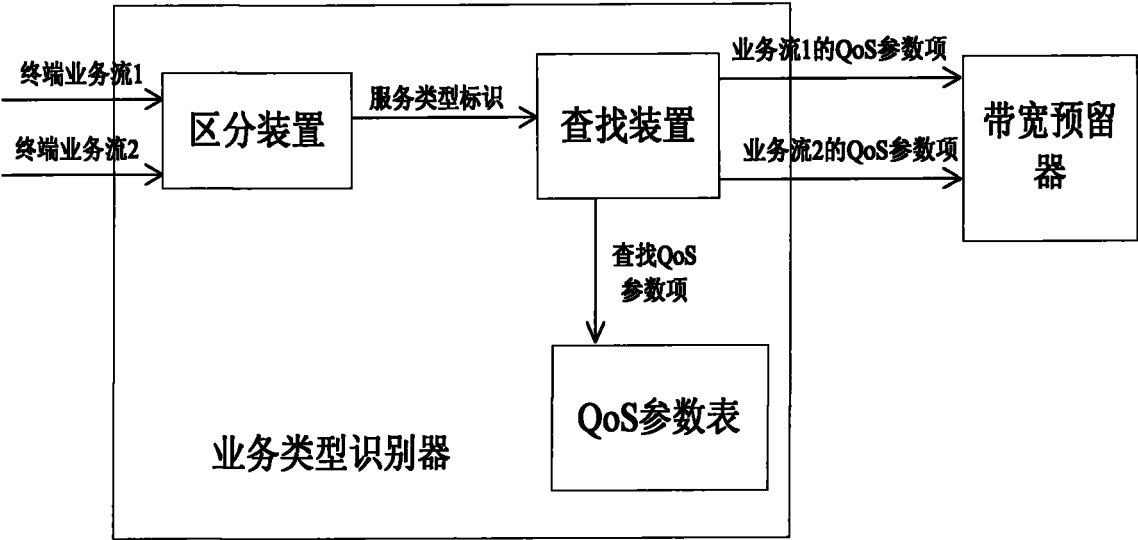 终端业务流1
终端业务流2
区分装置
服务类型标识
查找装置
业务流1的QoS参数项
业务流2的QoS参数项
带宽预留
器
查找QoS
参数项
QoS参数表
业务类型识别器